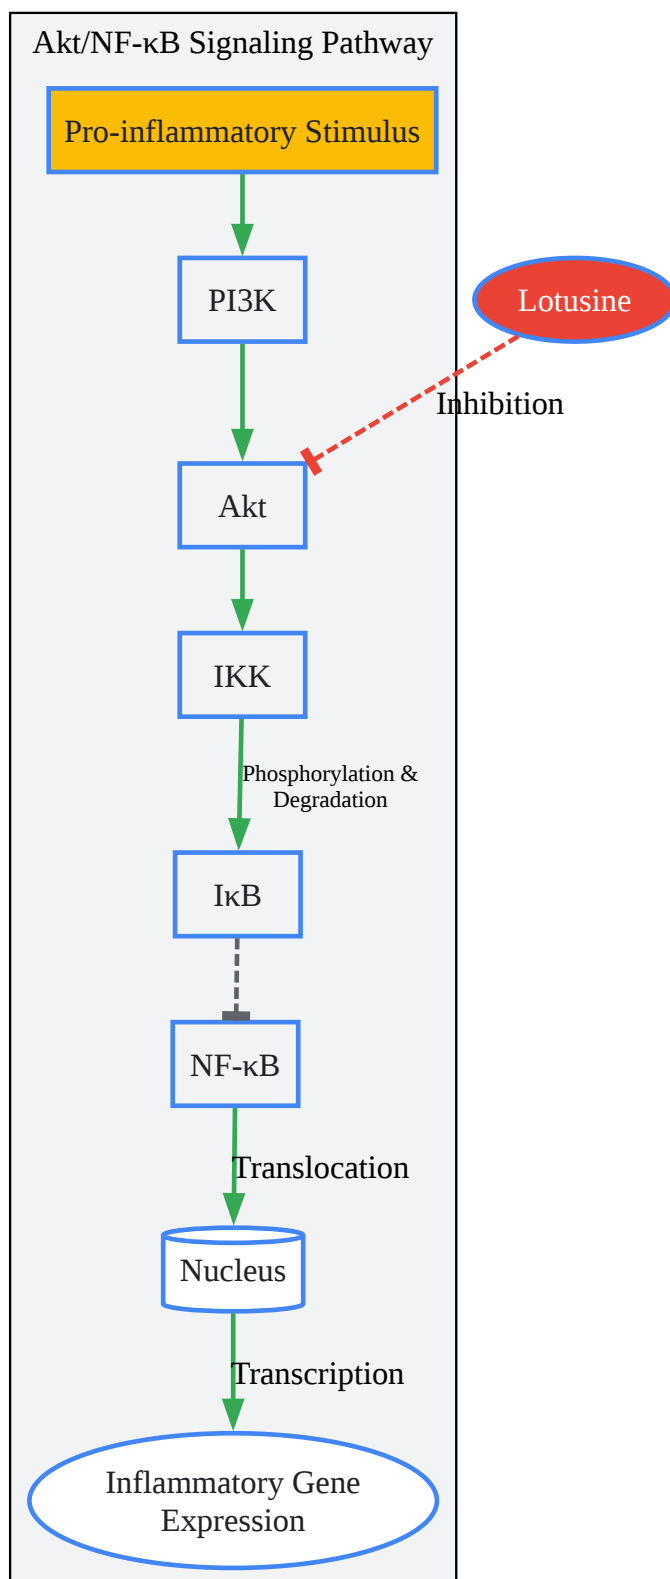 Akt/NF-κB Signaling Pathway
Pro-inflammatory Stimulus
PI3K
Lotusine
Inhibition
Akt
IKK
Phosphorylation &
Degradation
IκB
NF-κB
Translocation
Nucleus
Transcription
Inflammatory Gene
Expression